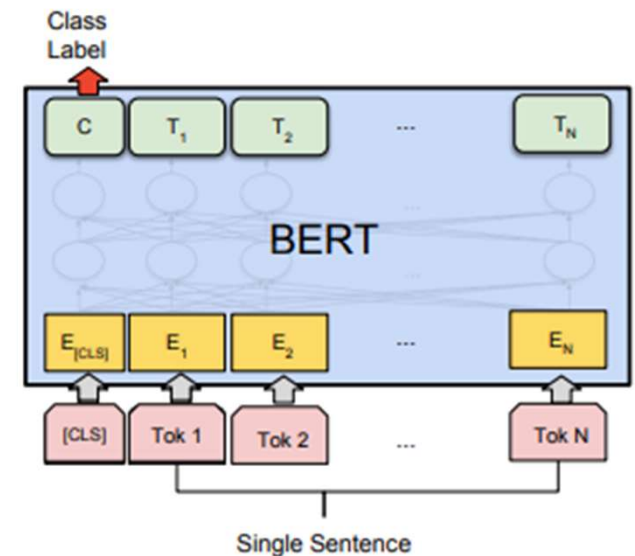 Class
Label
C T1 T2 ... TN
...
BERT
...
E[CLS] E1 E2 ... EN
[CLS] Tok 1 Tok 2 ... Tok N
Single Sentence